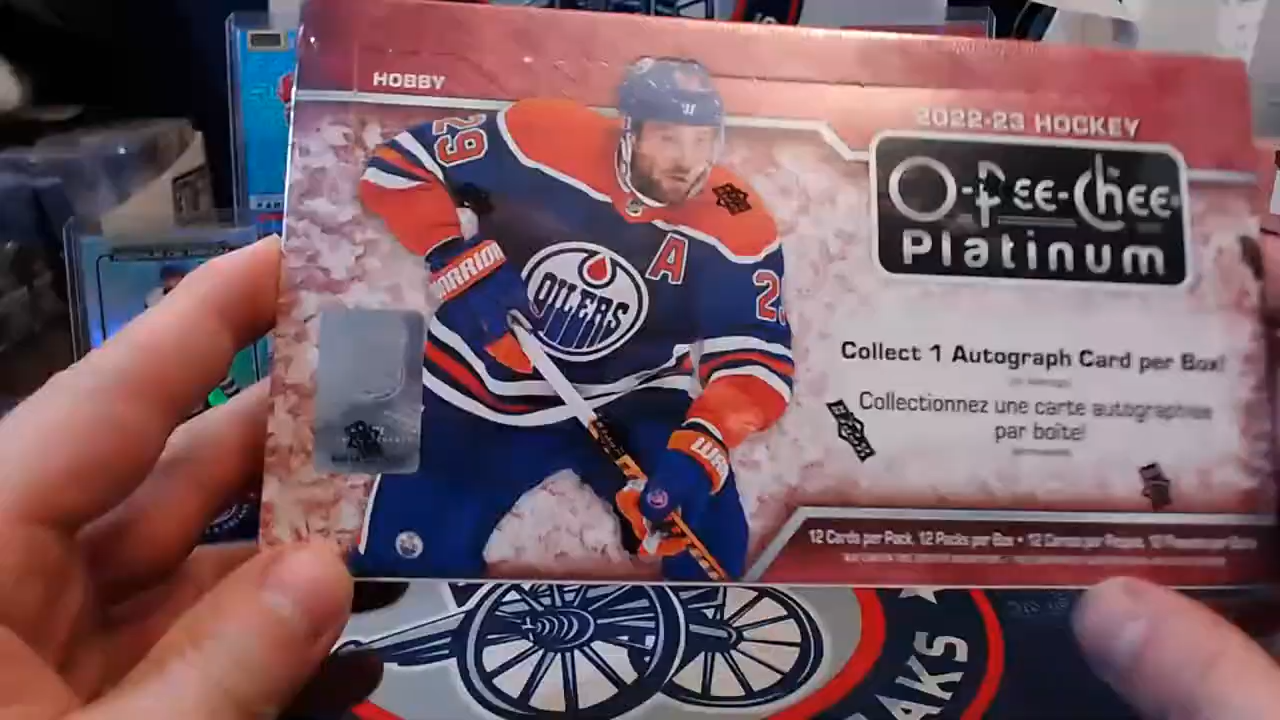 HOBBY
2022-23 HOCKEY
O-Pee-Chee
Platinum
29
A
29
WARRIOR
OILERS
Collect 1 Autograph Card per Box!
Collectionnez une carte autographiée
par boîte!
12 Cards per Pack, 12 Packs per Box •
AKS